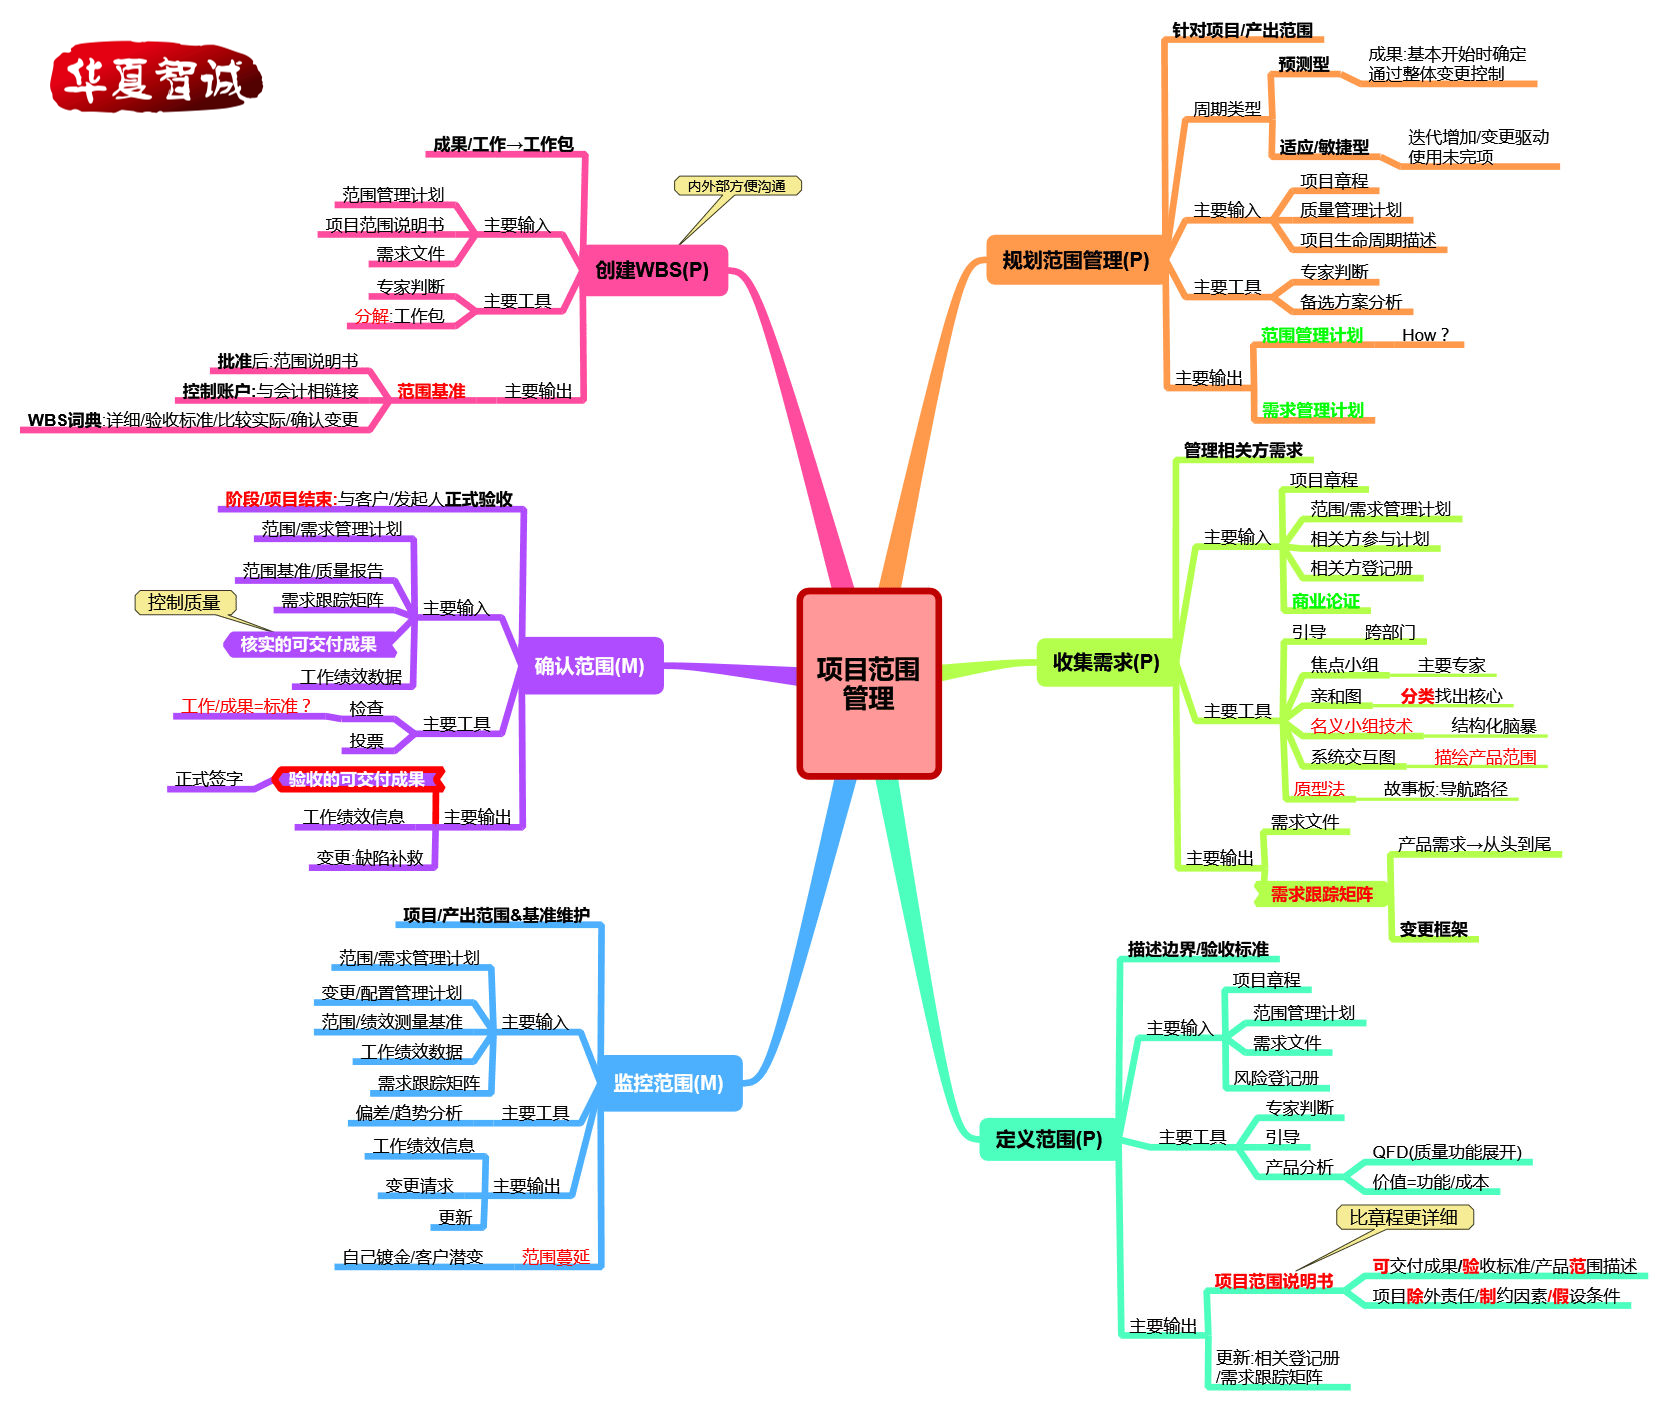 华夏智诚
项目范围
管理
规划范围管理(P)
针对项目/产出范围
周期类型
预测型
成果:基本开始时确定
通过整体变更控制
适应/敏捷型
迭代增加/变更驱动
使用未完项
主要输入
项目章程
质量管理计划
项目生命周期描述
主要工具
专家判断
备选方案分析
主要输出
范围管理计划
How？
需求管理计划
收集需求(P)
管理相关方需求
主要输入
项目章程
范围/需求管理计划
相关方参与计划
相关方登记册
商业论证
主要工具
引导
跨部门
焦点小组
主要专家
亲和图
分类找出核心
名义小组技术
结构化脑暴
系统交互图
描绘产品范围
原型法
故事板:导航路径
主要输出
需求文件
需求跟踪矩阵
产品需求→从头到尾
变更框架
定义范围(P)
描述边界/验收标准
主要输入
项目章程
范围管理计划
需求文件
风险登记册
主要工具
专家判断
引导
产品分析
QFD(质量功能展开)
价值=功能/成本
比章程更详细
主要输出
项目范围说明书
可交付成果/验收标准/产品范围描述
项目除外责任/制约因素/假设条件
更新:相关登记册
/需求跟踪矩阵
内外部方便沟通
创建WBS(P)
成果/工作→工作包
主要输入
范围管理计划
项目范围说明书
需求文件
主要工具
专家判断
分解:工作包
主要输出
范围基准
批准后:范围说明书
控制账户:与会计相链接
WBS词典:详细/验收标准/比较实际/确认变更
确认范围(M)
阶段/项目结束:与客户/发起人正式验收
主要输入
范围/需求管理计划
范围基准/质量报告
需求跟踪矩阵
控制质量
核实的可交付成果
工作绩效数据
主要工具
检查
工作/成果=标准？
投票
主要输出
验收的可交付成果
正式签字
工作绩效信息
变更:缺陷补救
监控范围(M)
项目/产出范围&基准维护
主要输入
范围/需求管理计划
变更/配置管理计划
范围/绩效测量基准
工作绩效数据
需求跟踪矩阵
主要工具
偏差/趋势分析
主要输出
工作绩效信息
变更请求
更新
范围蔓延
自己镀金/客户潜变